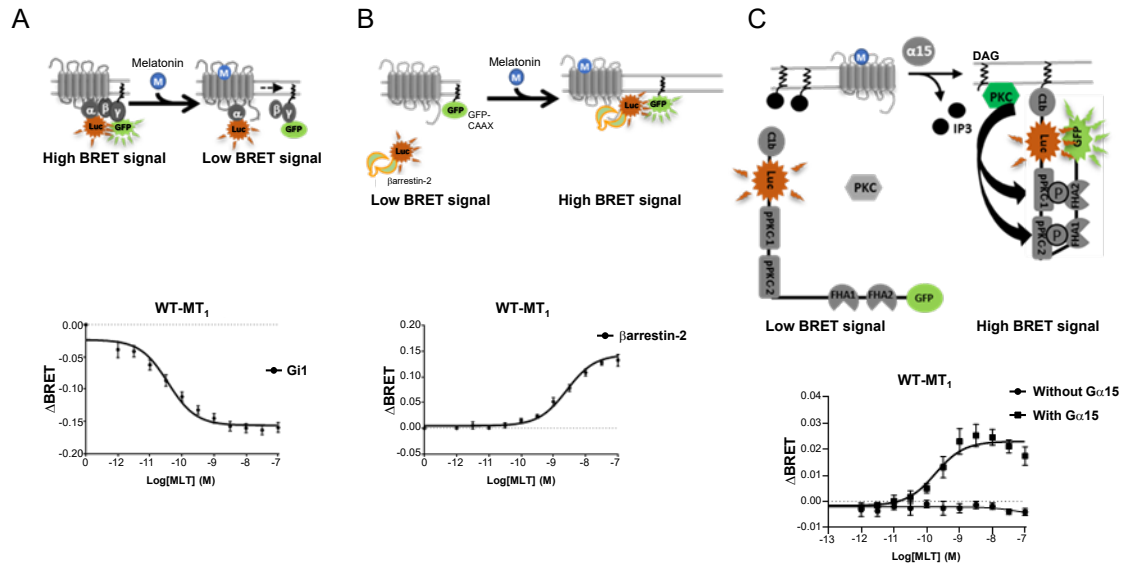 A
Melatonin
M
M
α β γ
Luc GFP
α
β γ
Luc
GFP
High BRET signal
Low BRET signal
WT-MT1
0.00
-0.05
-0.10
-0.15
-0.20
ΔBRET
Gi1
0 -12 -11 -10 -9 -8 -7
Log[MLT] (M)
B
Melatonin
M
M
GFP
GFP-
CAAX
Luc
βarrestin-2
Luc GFP
Low BRET signal
High BRET signal
WT-MT1
0.20
0.15
0.10
0.05
0.00
-0.05
ΔBRET
βarrestin-2
0 -12 -11 -10 -9 -8 -7
Log[MLT] (M)
C
M
α15
DAG
PKC
IP3
C1b
Luc
PKC
pPKC1
pPKC2
FHA1 FHA2 GFP
C1b
Luc
GFP
pPKC1
P
FHA2
pPKC2
P
FHA1
Low BRET signal
High BRET signal
WT-MT1
Without Gα15
With Gα15
0.04
0.03
0.02
0.01
0.00
-0.01
ΔBRET
-13 -12 -11 -10 -9 -8 -7
Log[MLT] (M)